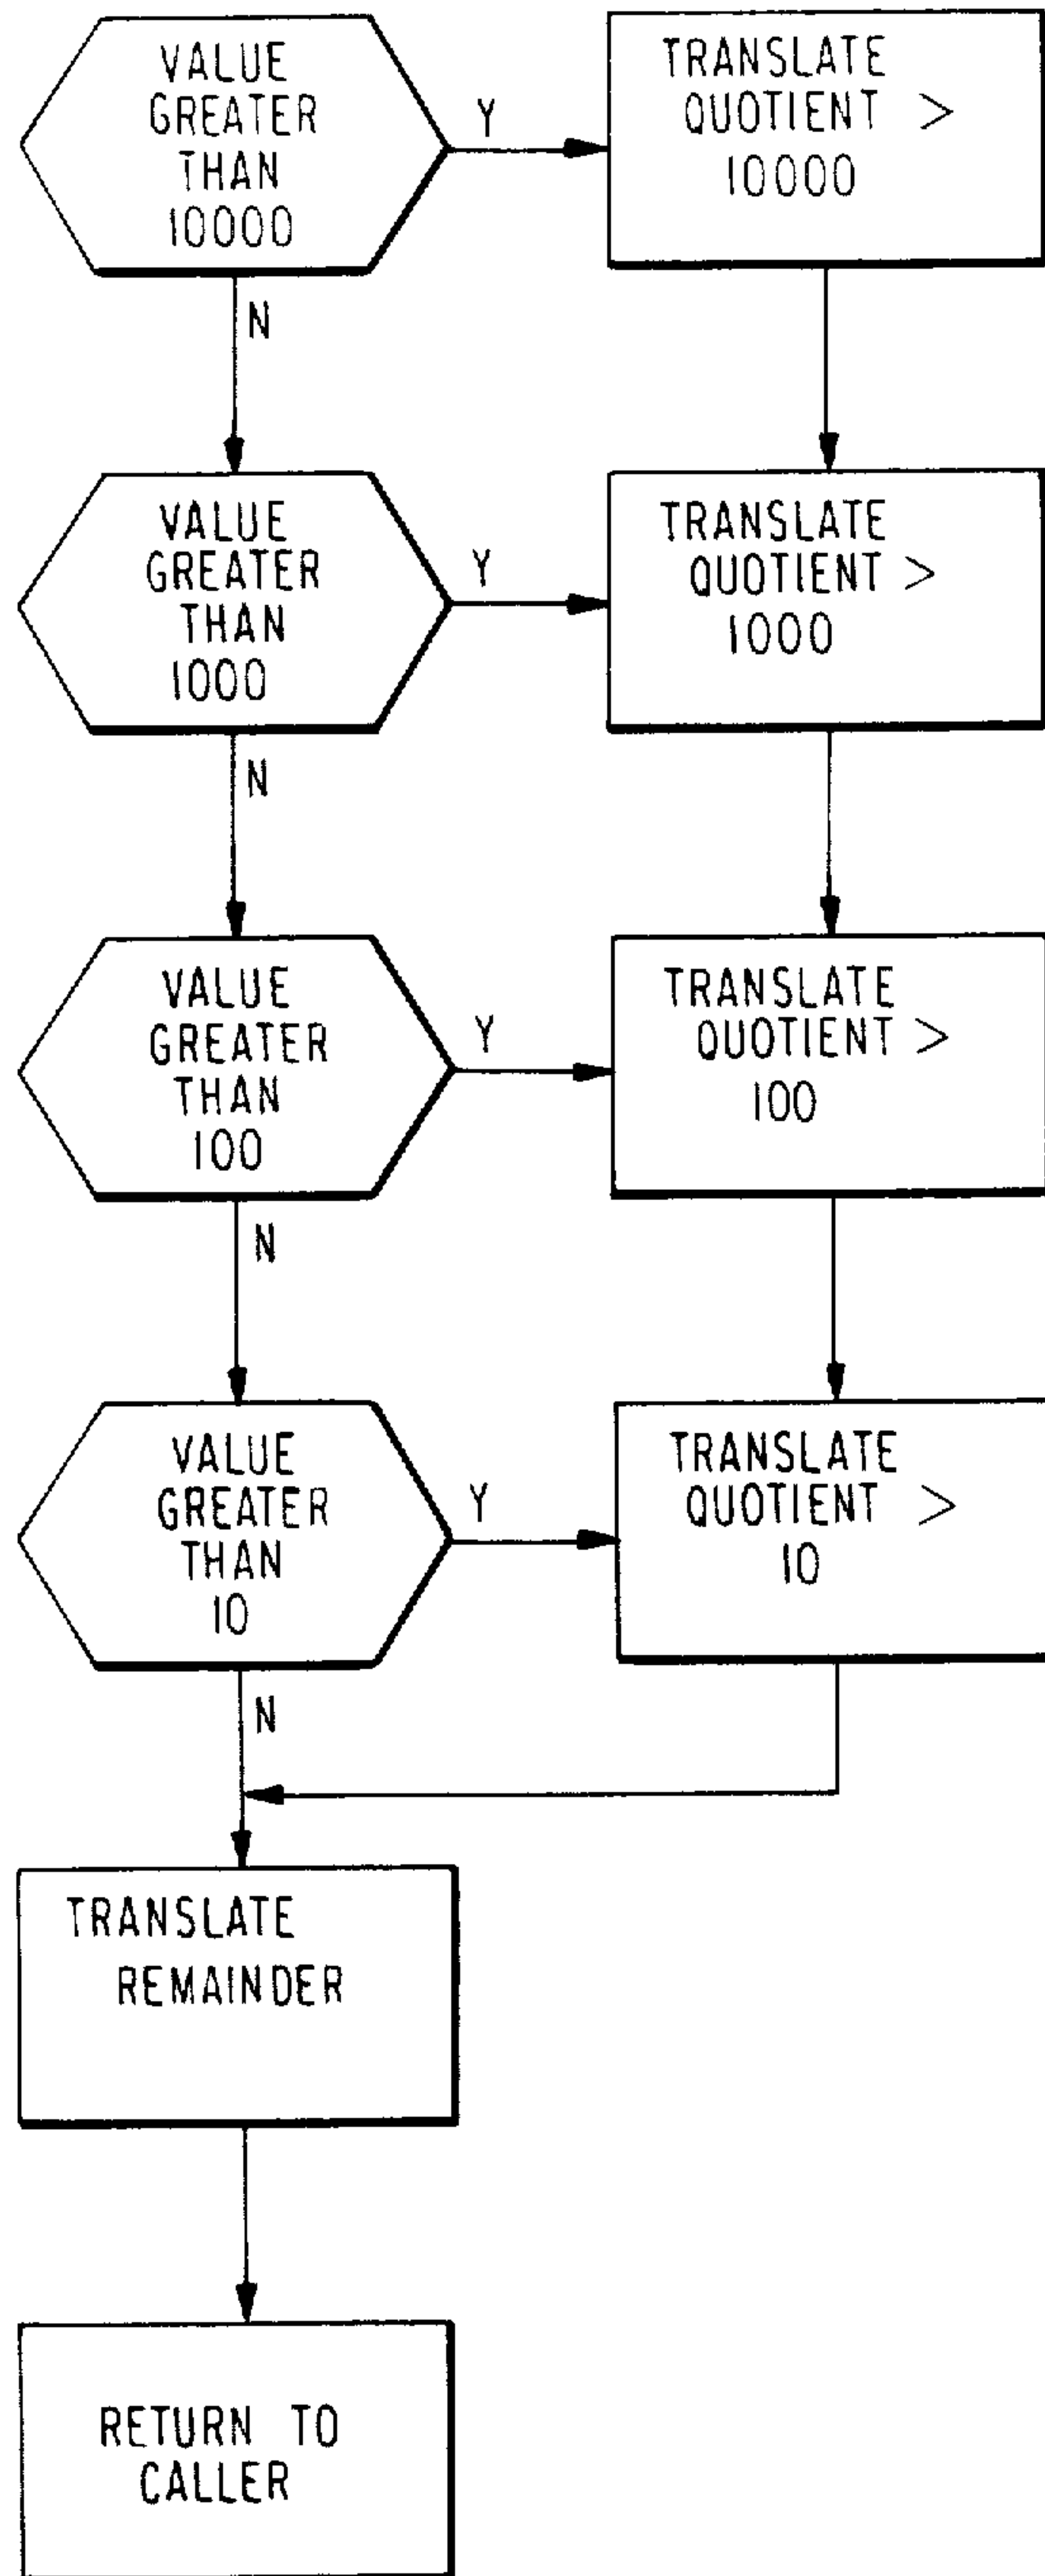 VALUE
GREATER
THAN
10000
Y
TRANSLATE
QUOTIENT >
10000
N
VALUE
GREATER
THAN
1000
Y
TRANSLATE
QUOTIENT >
1000
N
VALUE
GREATER
THAN
100
Y
TRANSLATE
QUOTIENT >
100
N
VALUE
GREATER
THAN
10
Y
TRANSLATE
QUOTIENT >
10
N
TRANSLATE
REMAINDER
RETURN TO
CALLER